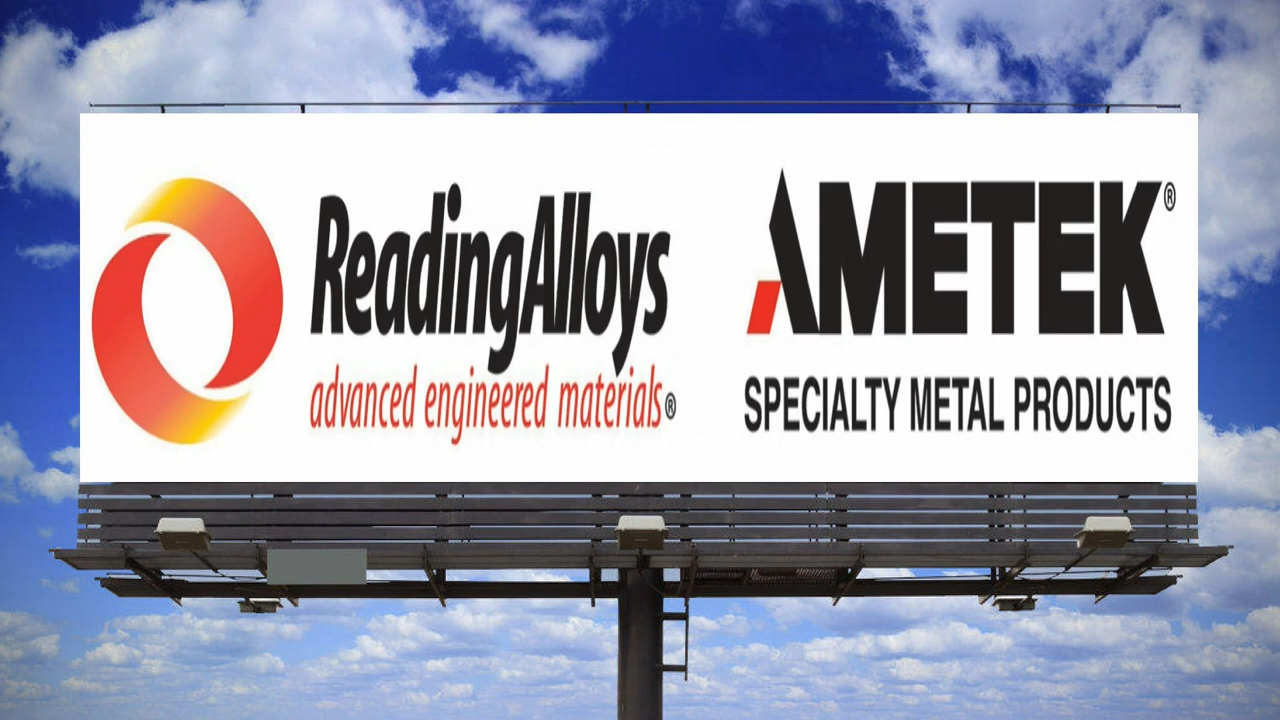 ReadingAlloys
advanced engineered materials®
AMETEK®
SPECIALTY METAL PRODUCTS